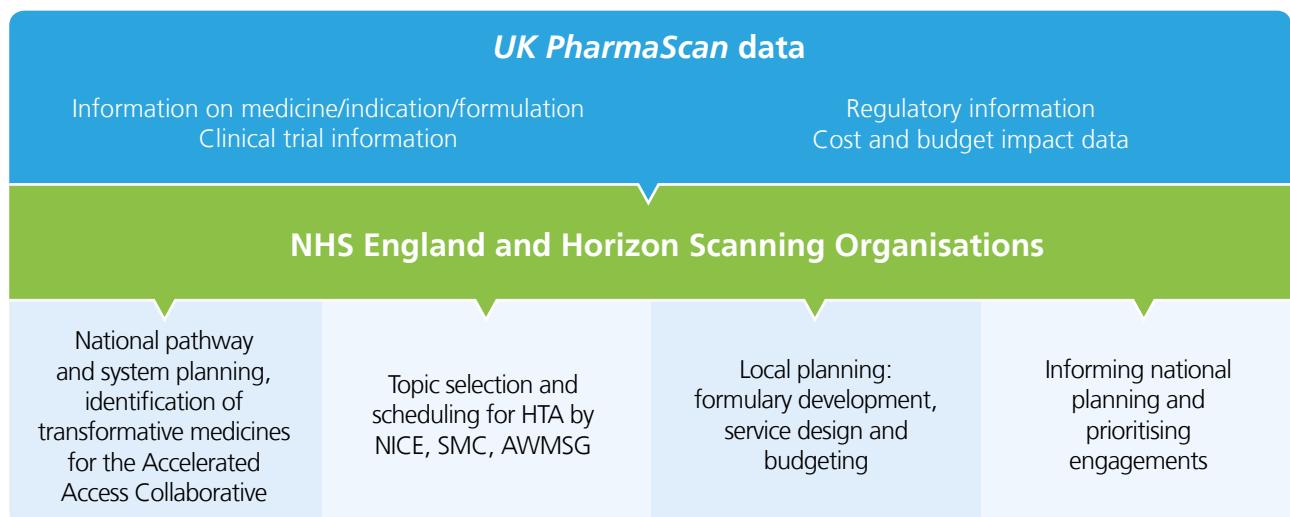 UK PharmaScan data
Information on medicine/indication/formulation
Clinical trial information
Regulatory information
Cost and budget impact data
NHS England and Horizon Scanning Organisations
National pathway
and system planning,
identification of
transformative medicines
for the Accelerated
Access Collaborative
Topic selection and
scheduling for HTA by
NICE, SMC, AWMSG
Local planning:
formulary development,
service design and
budgeting
Informing national
planning and
prioritising
engagements